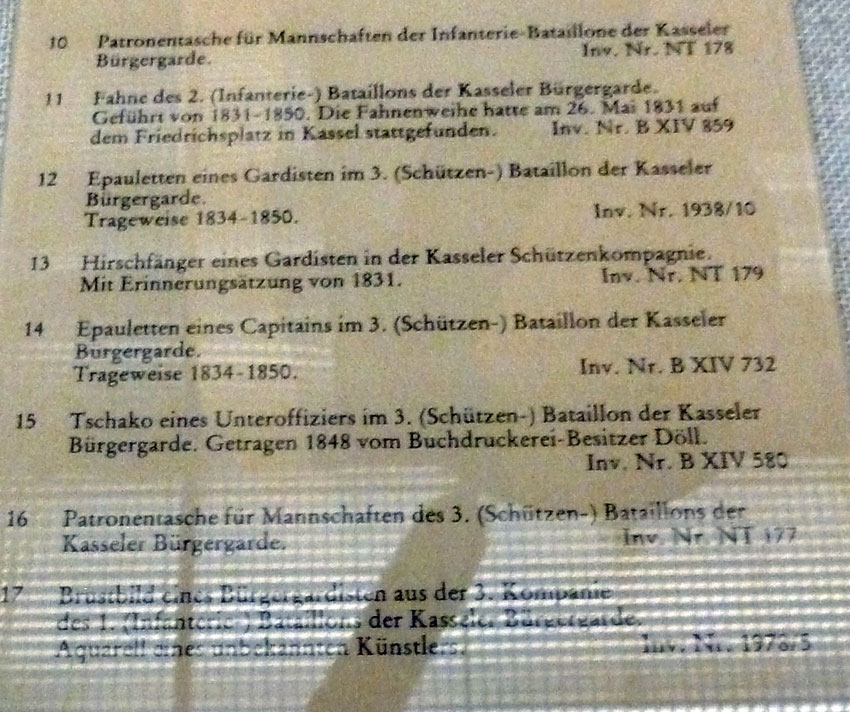 10 Patronentasche für Mannschaften der Infanterie-Bataillone der Kasseler
Bürgergarde. Inv. Nr. NT 178
11 Fahne des 2. (Infanterie-) Bataillons der Kasseler Bürgergarde.
Geführt von 1831-1850. Die Fahnenweihe hatte am 26. Mai 1831 auf
dem Friedrichsplatz in Kassel stattgefunden. Inv. Nr. B XIV 859
12 Epauletten eines Gardisten im 3. (Schützen-) Bataillon der Kasseler
Bürgergarde.
Trageweise 1834-1850. Inv. Nr. 1938/10
13 Hirschfänger eines Gardisten in der Kasseler Schützenkompagnie.
Mit Erinnerungsätzung von 1831. Inv. Nr. NT 179
14 Epauletten eines Capitains im 3. (Schützen-) Bataillon der Kasseler
Bürgergarde.
Trageweise 1834-1850. Inv. Nr. B XIV 732
15 Tschako eines Unteroffiziers im 3. (Schützen-) Bataillon der Kasseler
Bürgergarde. Getragen 1848 vom Buchdruckerei-Besitzer Döll.
Inv. Nr. B XIV 580
16 Patronentasche für Mannschaften des 3. (Schützen-) Bataillons der
Kasseler Bürgergarde. Inv. Nr. NT 177
17 Brustbild eines Bürgergardisten aus der 3. Kompanie
des 1. (Infanterie-) Bataillons der Kasseler Bürgergarde.
Aquarell eines unbekannten Künstlers. Inv. Nr. 1978/5